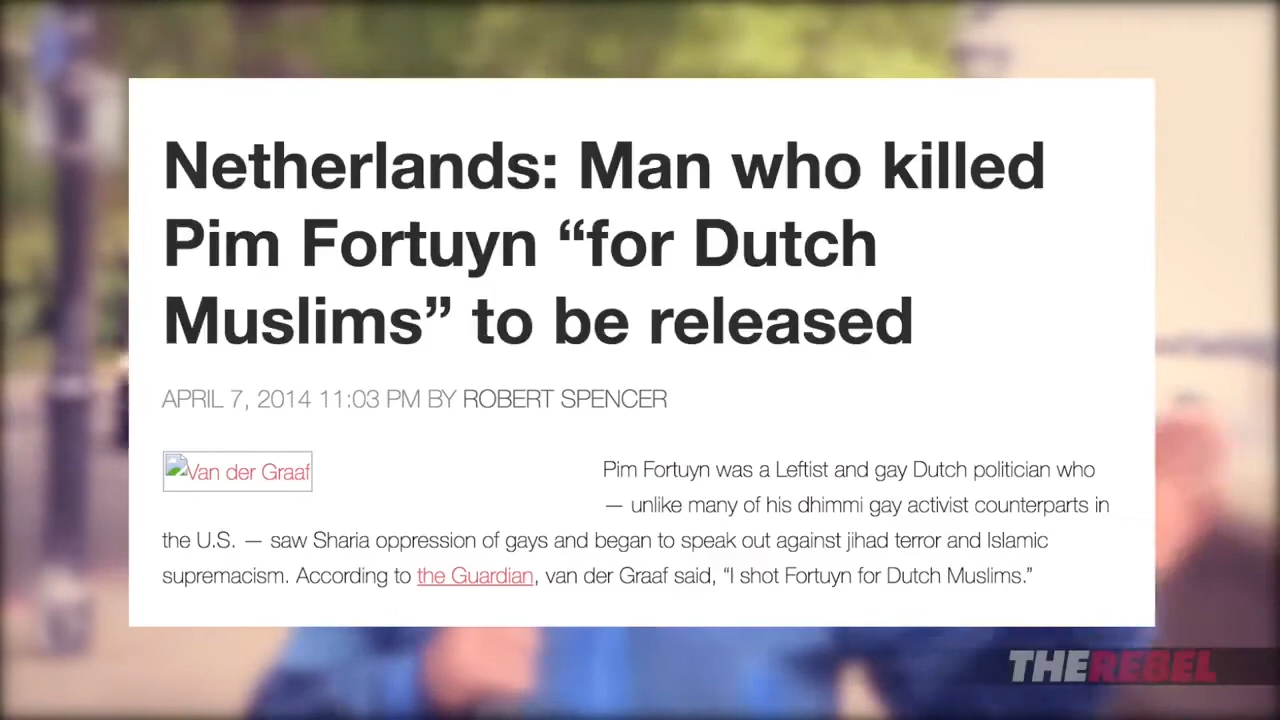 Netherlands: Man who killed
Pim Fortuyn “for Dutch
Muslims” to be released
APRIL 7, 2014 11:03 PM BY ROBERT SPENCER
Van der Graaf
Pim Fortuyn was a Leftist and gay Dutch politician who
— unlike many of his dhimmi gay activist counterparts in
the U.S. — saw Sharia oppression of gays and began to speak out against jihad terror and Islamic
supremacism. According to the Guardian, van der Graaf said, “I shot Fortuyn for Dutch Muslims.”
THEREBEL